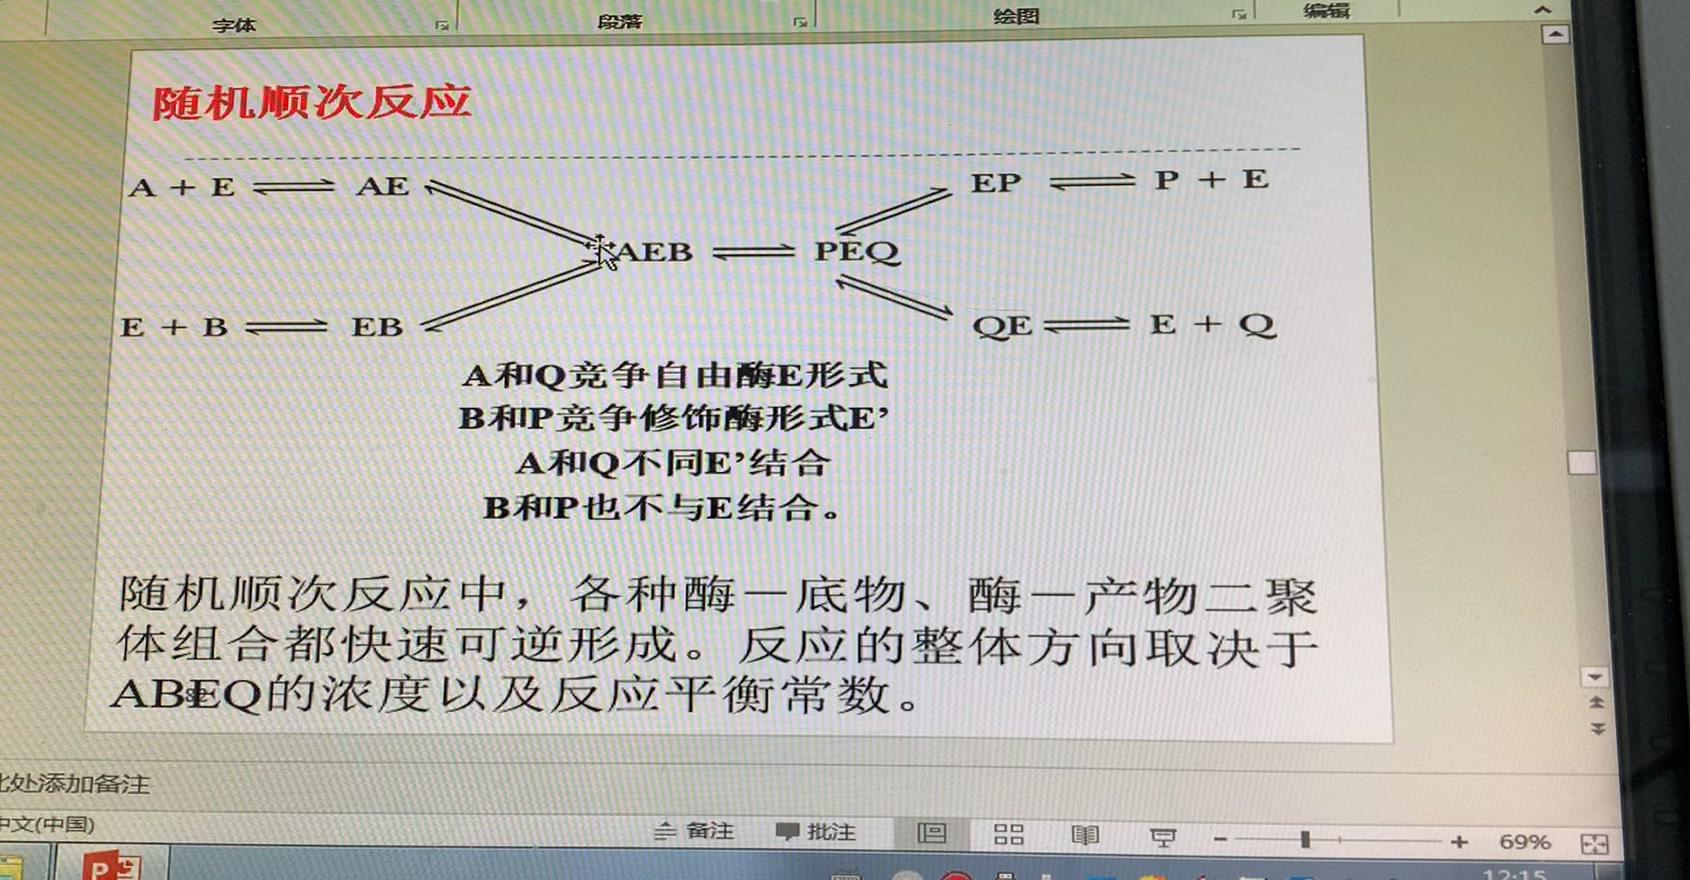 字体 段落 绘图 编辑
随机顺次反应
A + E ⇌ AE EP ⇌ P + E
AEB ⇌ PEQ
E + B ⇌ EB QE ⇌ E + Q
A和Q竞争自由酶E形式
B和P竞争修饰酶形式E’
A和Q不同E’结合
B和P也不与E结合。
随机顺次反应中，各种酶－底物、酶－产物二聚
体组合都快速可逆形成。反应的整体方向取决于
ABEQ的浓度以及反应平衡常数。
此处添加备注
中文(中国) 备注 批注 69%
12:15